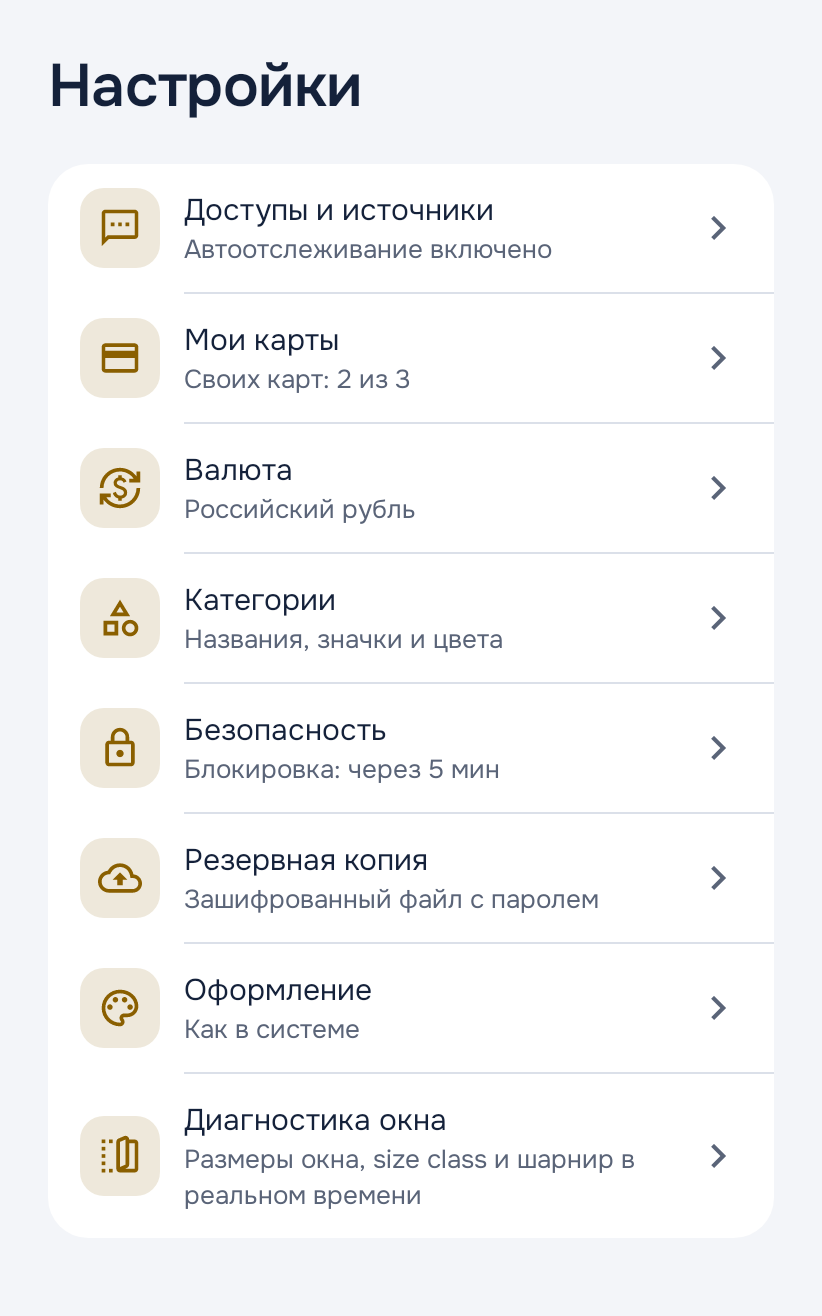 Настройки
Доступы и источники
Автоотслеживание включено
Мои карты
Своих карт: 2 из 3
Валюта
Российский рубль
Категории
Названия, значки и цвета
Безопасность
Блокировка: через 5 мин
Резервная копия
Зашифрованный файл с паролем
Оформление
Как в системе
Диагностика окна
Размеры окна, size class и шарнир в
реальном времени